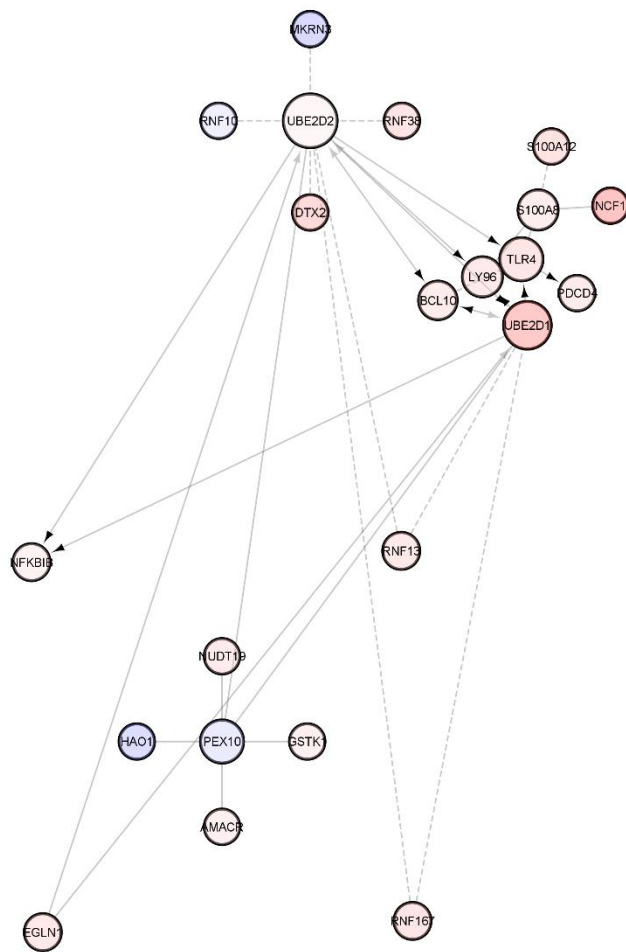 MKRN3
RNF10
UBE2D2
RNF38
S100A12
DTX2
S100A8
NCF1
TLR4
LY96
PDCD4
BCL10
UBE2D1
NFKBIB
RNF13
NUDT19
HAO1
PEX10
GSTK1
AMACR
EGLN1
RNF167